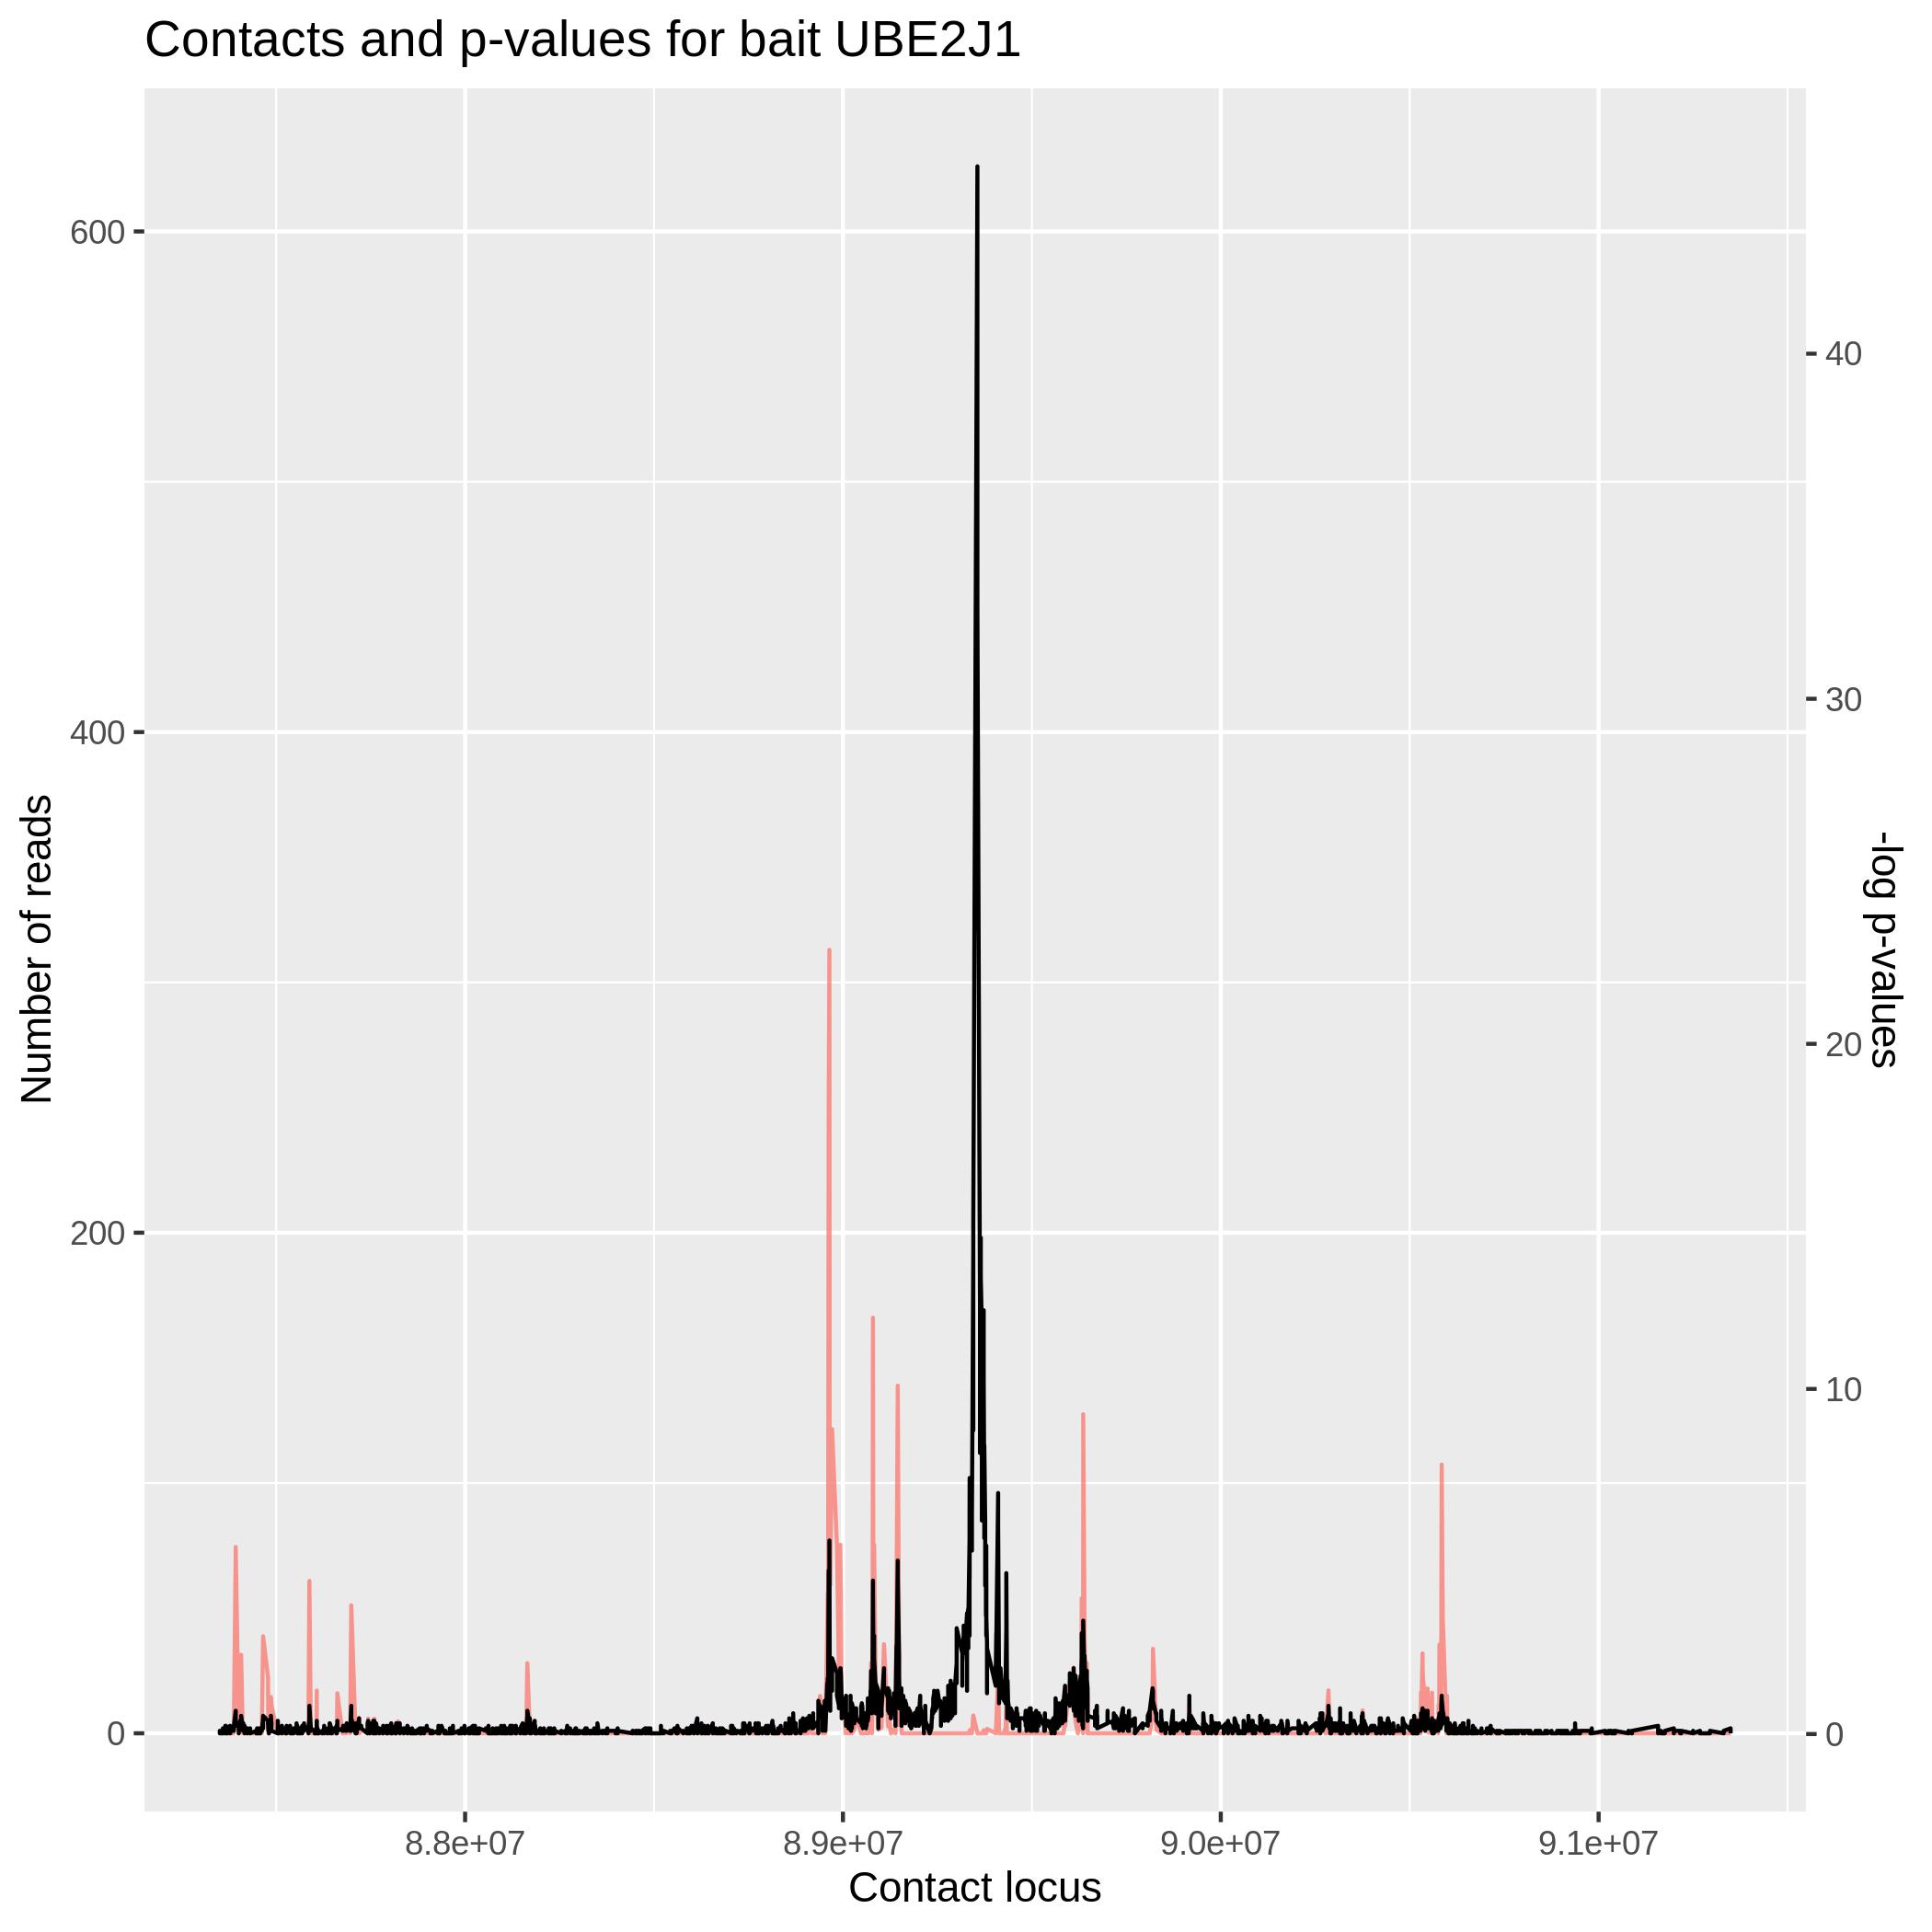 Contacts and p-values for bait UBE2J1
600
400
200
0
Number of reads
40
30
20
10
0
-log p-values
8.8e+07
8.9e+07
9.0e+07
9.1e+07
Contact locus